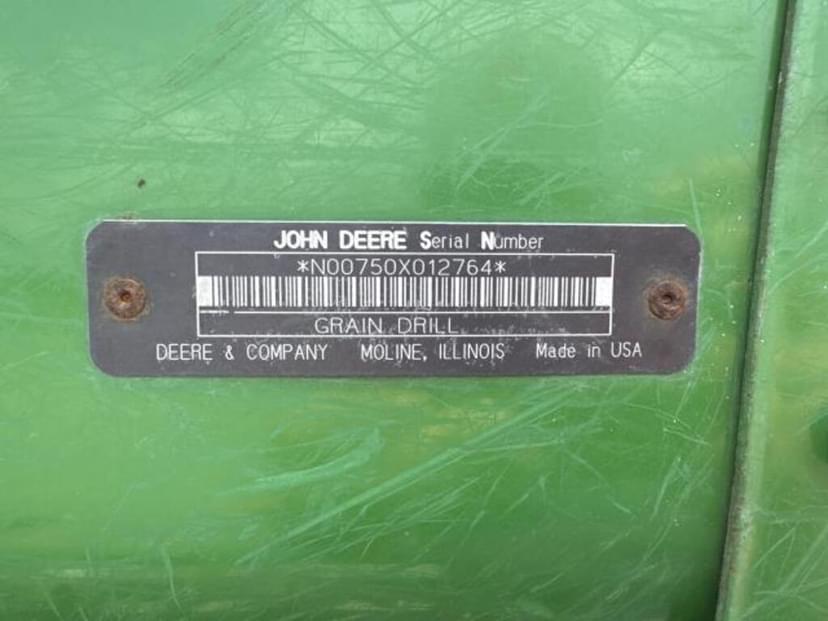 JOHN DEERE Serial Number
*N00750X012764*
GRAIN DRILL
DEERE & COMPANY MOLINE, ILLINOIS Made in USA